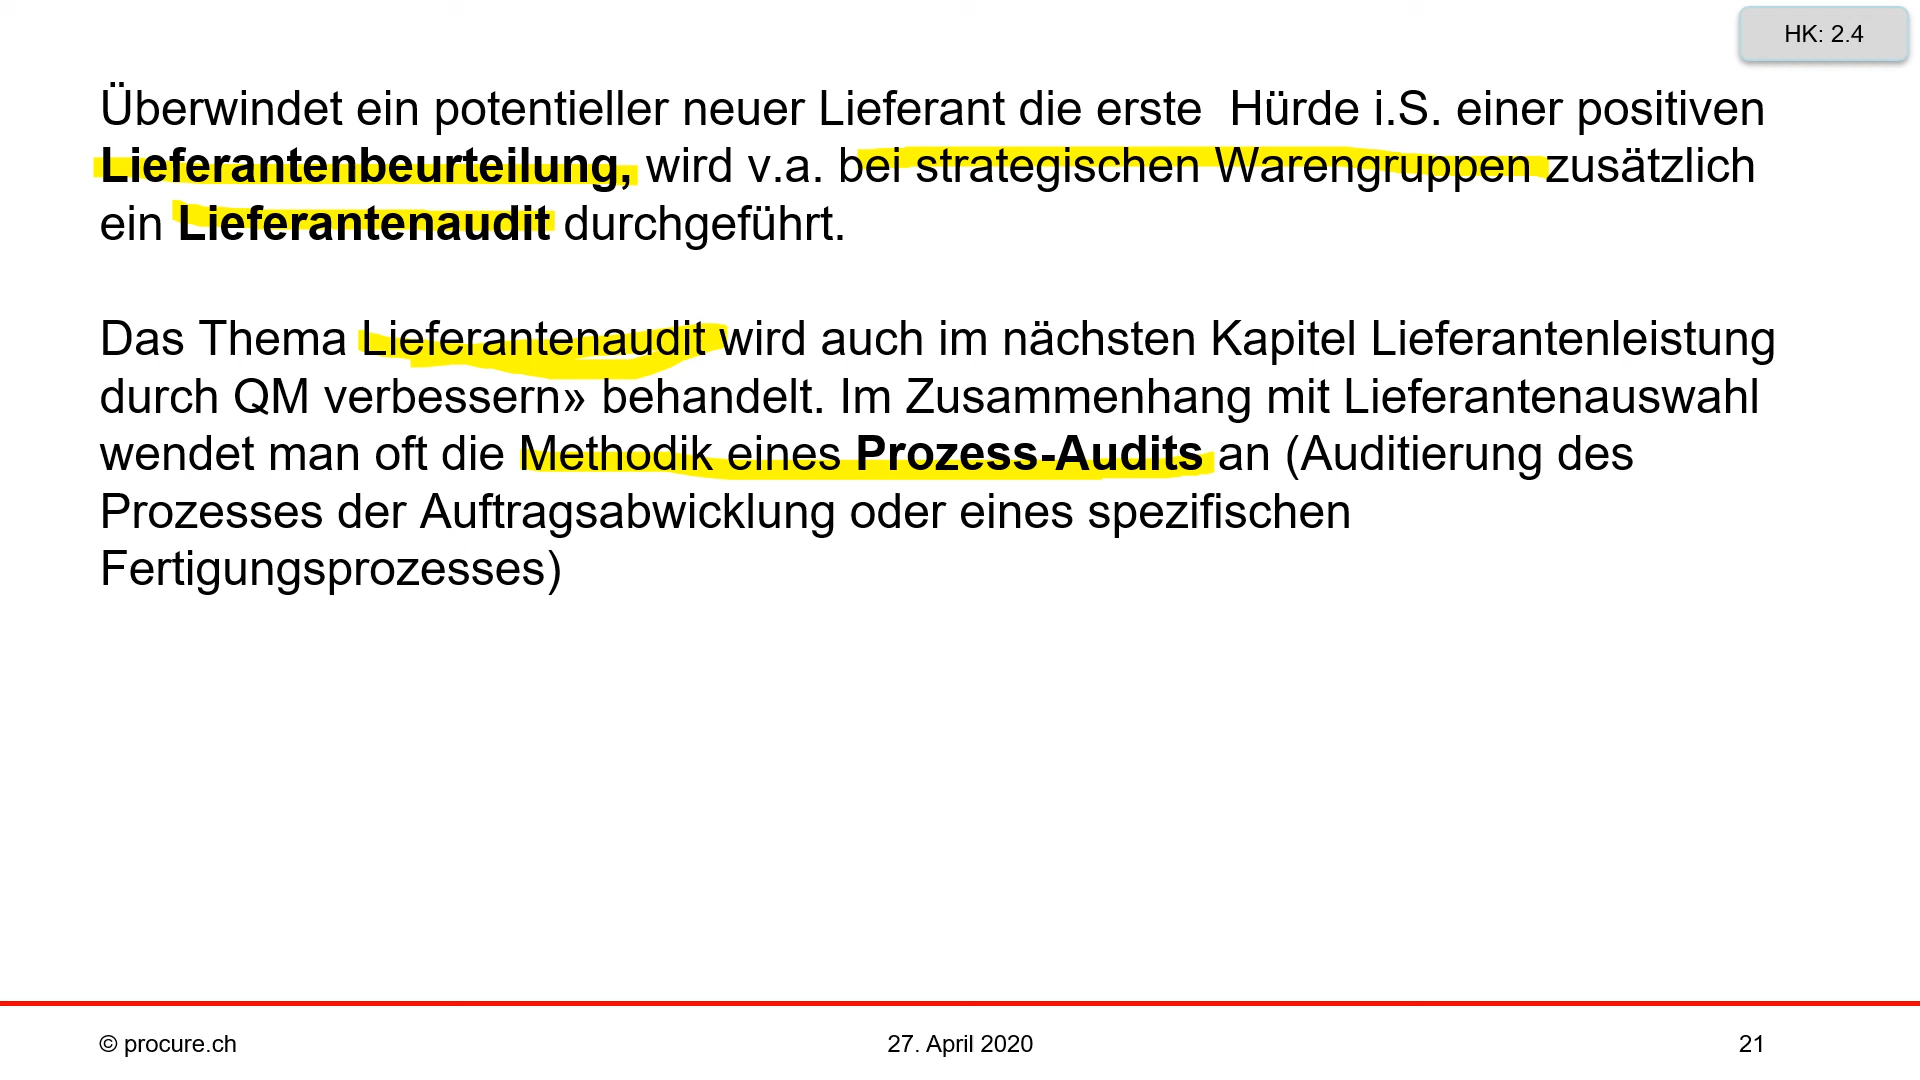 HK: 2.4
Überwindet ein potentieller neuer Lieferant die erste  Hürde i.S. einer positiven
Lieferantenbeurteilung, wird v.a. bei strategischen Warengruppen zusätzlich
ein Lieferantenaudit durchgeführt.
Das Thema Lieferantenaudit wird auch im nächsten Kapitel Lieferantenleistung
durch QM verbessern» behandelt. Im Zusammenhang mit Lieferantenauswahl
wendet man oft die Methodik eines Prozess-Audits an (Auditierung des
Prozesses der Auftragsabwicklung oder eines spezifischen
Fertigungsprozesses)
© procure.ch
27. April 2020
21